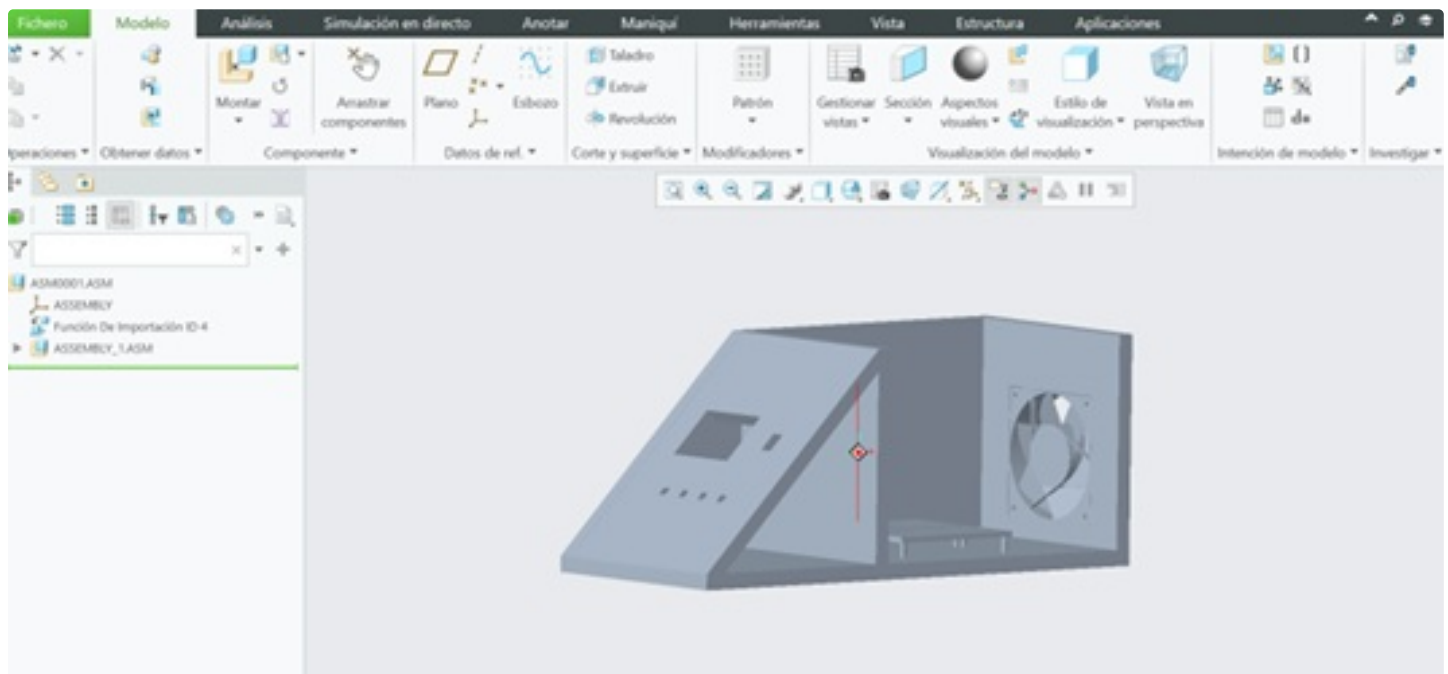 Fichero Modelo Análisis Simulación en directo Anotar Maniquí Herramientas Vista Estructura Aplicaciones
Montar
Arrastrar
componentes
Plano
Esbozo
Taladro
Extruir
Revolución
Patrón
Gestionar
vistas
Sección
Aspectos
visuales
Estilo de
visualización
Vista en
perspectiva
peraciones Obtener datos Componente Datos de ref. Corte y superficie Modificadores Visualización del modelo Intención de modelo Investigar
ASM0001.ASM
ASSEMBLY
Función De Importación ID-4
ASSEMBLY_1.ASM